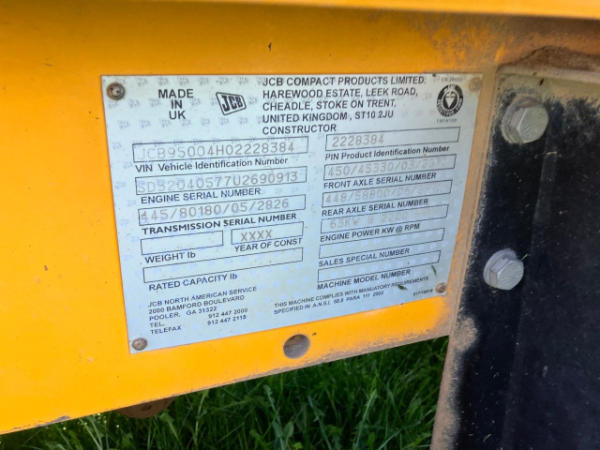 MADE
IN
UK
JCB
JCB COMPACT PRODUCTS LIMITED.
HAREWOOD ESTATE, LEEK ROAD,
CHEADLE, STOKE ON TRENT,
UNITED KINGDOM, ST10 2JU
CONSTRUCTOR
JCB95004H02228384
VIN Vehicle Identification Number
SD32040577U2690913
ENGINE SERIAL NUMBER
445/80180/05/2826
TRANSMISSION SERIAL NUMBER
XXXX
WEIGHT lb
YEAR OF CONST
RATED CAPACITY lb
2228384
PIN Product Identification Number
FRONT AXLE SERIAL NUMBER
REAR AXLE SERIAL NUMBER
ENGINE POWER KW @ RPM
SALES SPECIAL NUMBER
MACHINE MODEL NUMBER
JCB NORTH AMERICAN SERVICE
2000 BAMFORD BOULEVARD
POOLER, GA 31322
TEL. 912 447 2000
TELEFAX 912 447 2115
THIS MACHINE COMPLIES WITH MANDATORY REQUIREMENTS
SPECIFIED IN A.N.S.I.